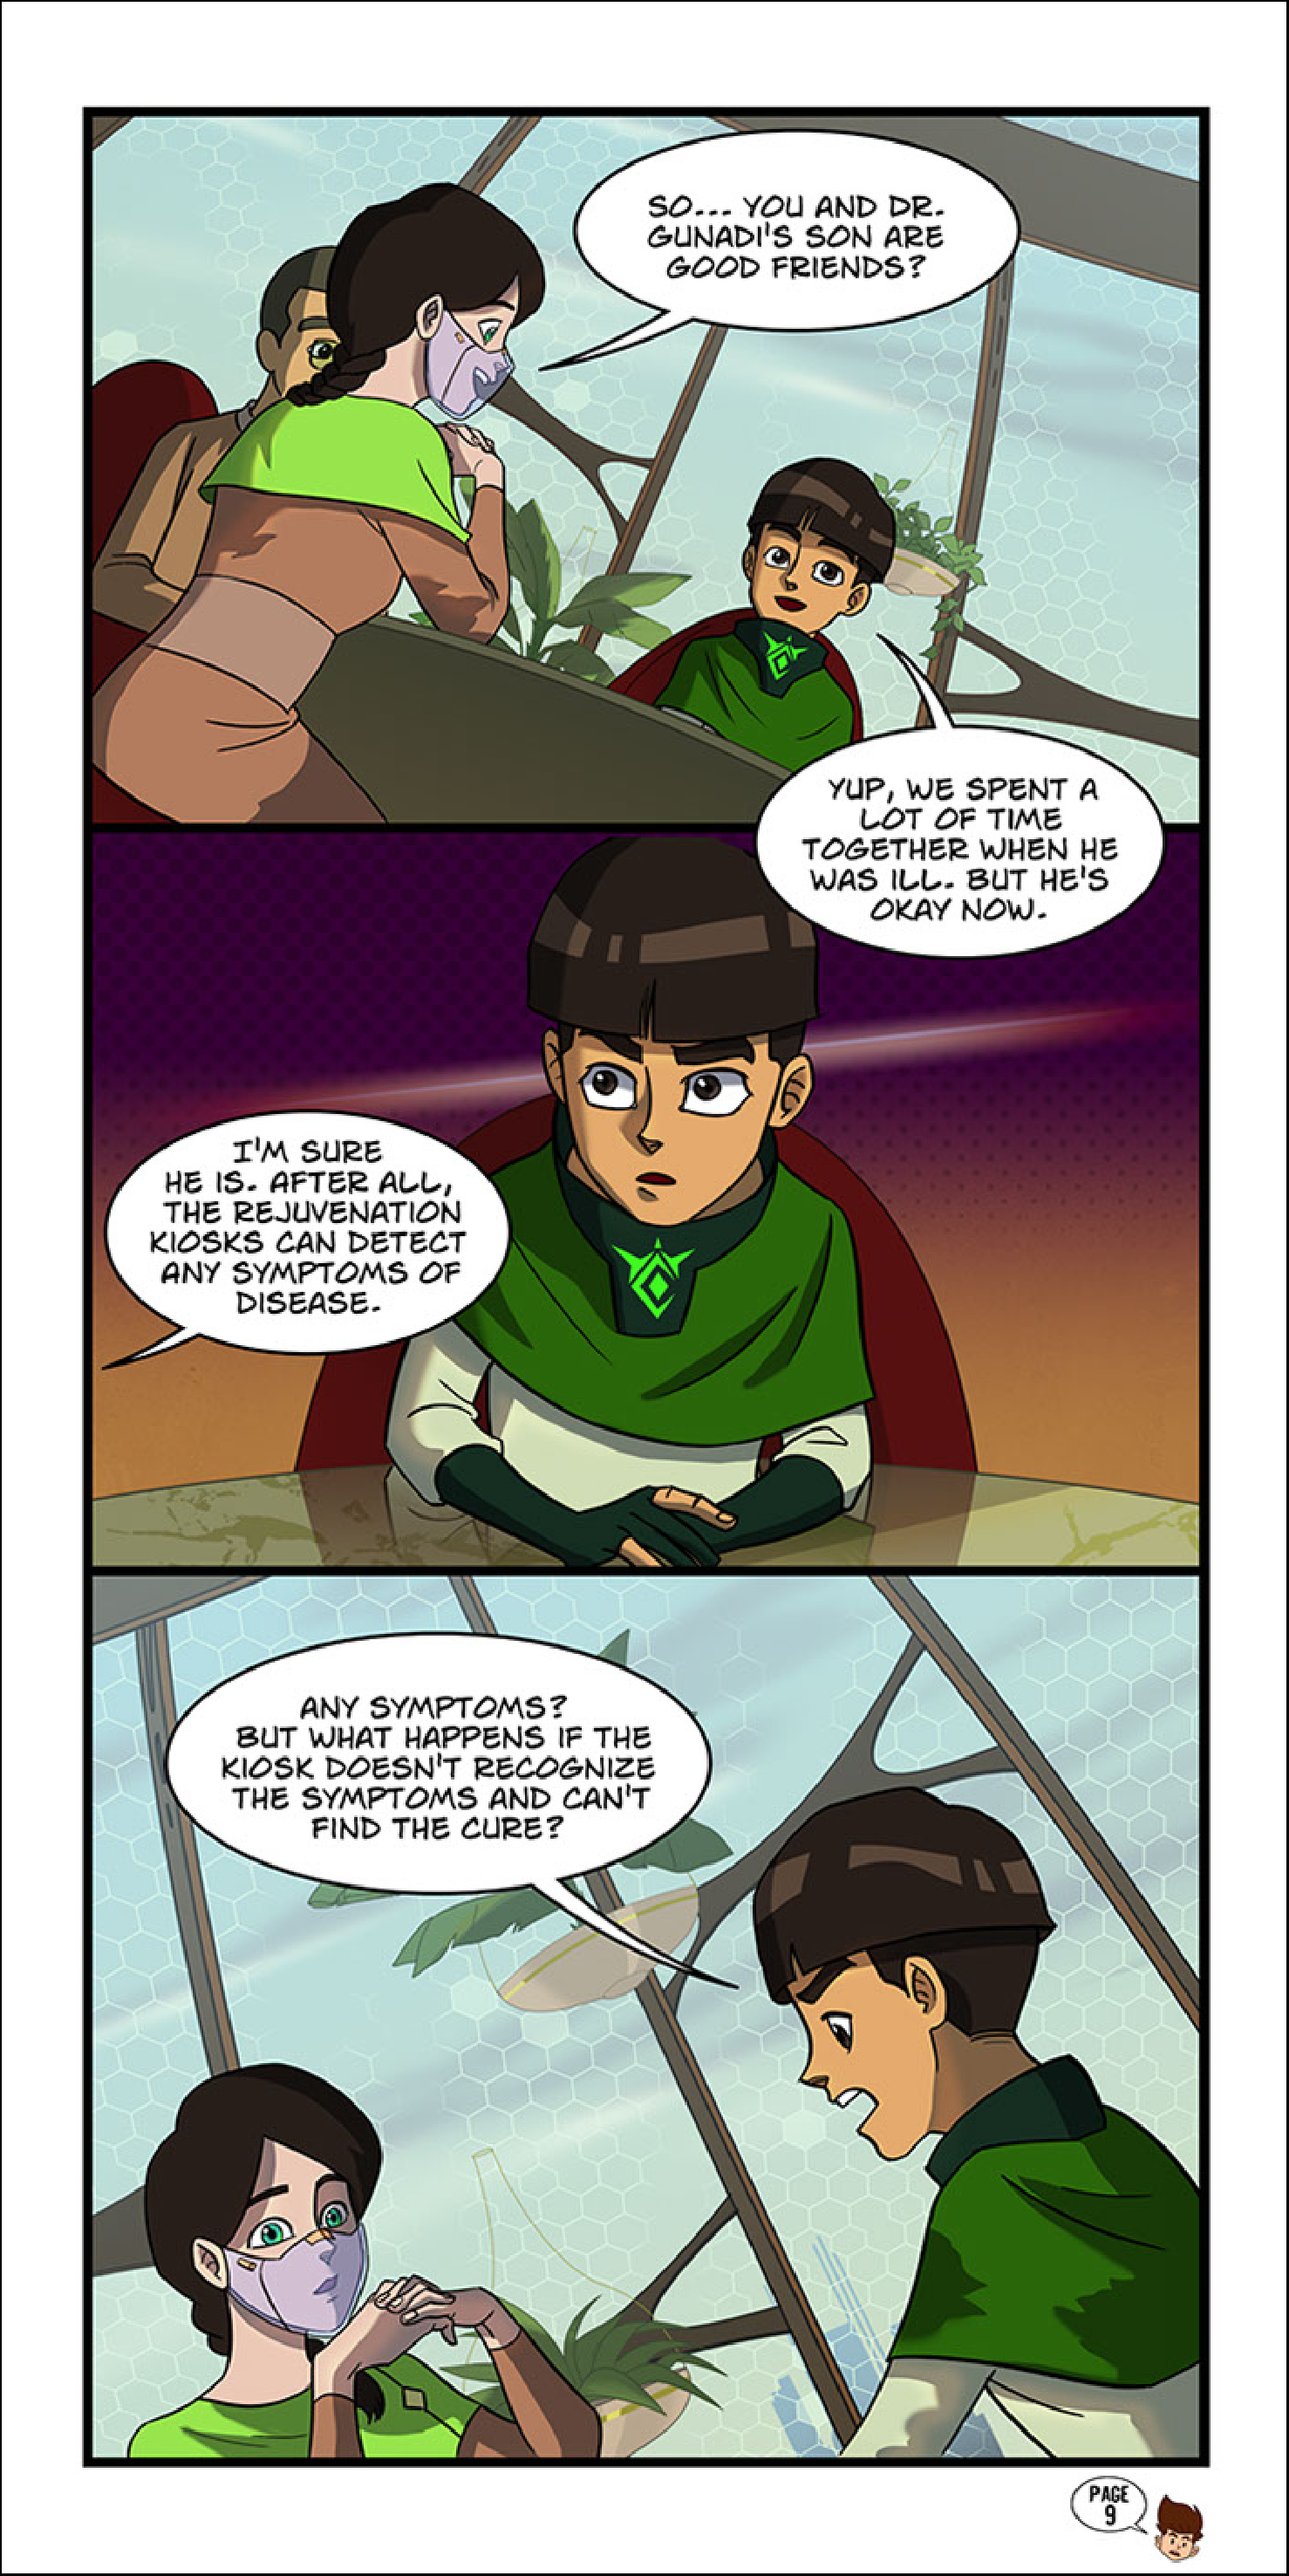 SO... YOU AND DR.
GUNADI'S SON ARE
GOOD FRIENDS?
YUP, WE SPENT A
LOT OF TIME
TOGETHER WHEN HE
WAS ILL. BUT HE'S
OKAY NOW.
I'M SURE
HE IS. AFTER ALL,
THE REJUVENATION
KIOSKS CAN DETECT
ANY SYMPTOMS OF
DISEASE.
ANY SYMPTOMS?
BUT WHAT HAPPENS IF THE
KIOSK DOESN'T RECOGNIZE
THE SYMPTOMS AND CAN'T
FIND THE CURE?
PAGE
9